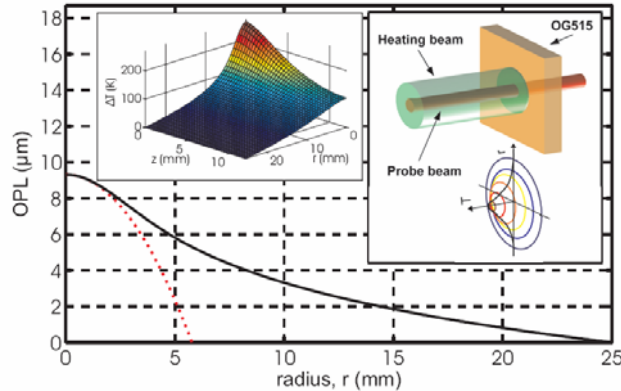 18
16
14
12
10
8
6
4
2
0
OPL (µm)
0
5
10
15
20
25
radius, r (mm)
200
100
0
ΔT (K)
0
5
10
z (mm)
20
10
0
r (mm)
OG515
Heating beam
Probe beam
r
T